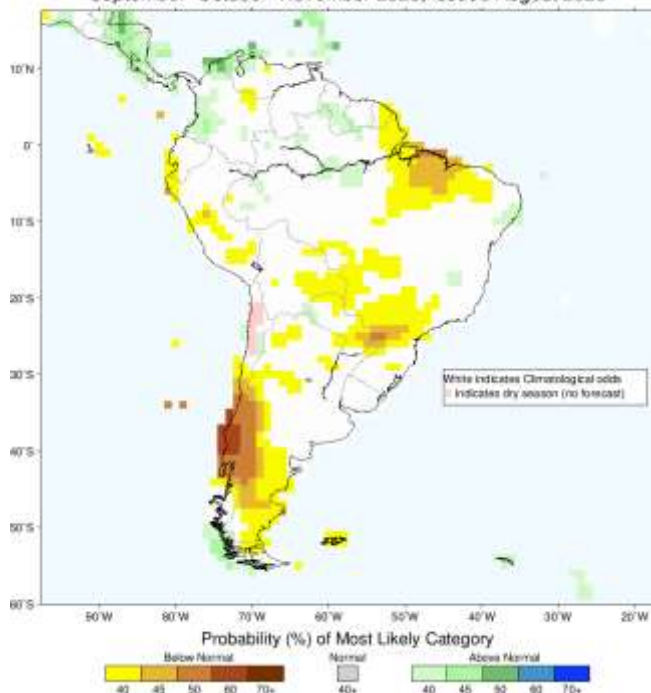 10°N
0°
10°S
20°S
30°S
40°S
50°S
60°S
White indicates Climatological odds
Indicates dry season (no forecast)
90°W 80°W 70°W 60°W 50°W 40°W 30°W 20°W
Probability (%) of Most Likely Category
Below Normal Normal Above Normal
40 45 50 60 70+ 40+ 40 45 50 60 70+